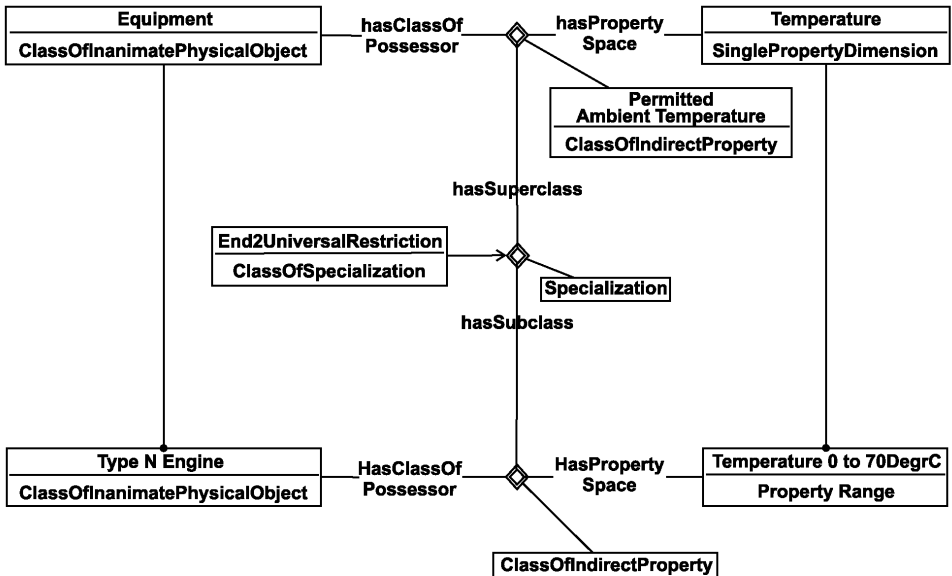 Equipment
ClassOfInanimatePhysicalObject
hasClassOf
Possessor
hasProperty
Space
Temperature
SinglePropertyDimension
Permitted
Ambient Temperature
ClassOfIndirectProperty
hasSuperclass
End2UniversalRestriction
ClassOfSpecialization
Specialization
hasSubclass
Type N Engine
ClassOfInanimatePhysicalObject
HasClassOf
Possessor
HasProperty
Space
Temperature 0 to 70DegrC
Property Range
ClassOfIndirectProperty